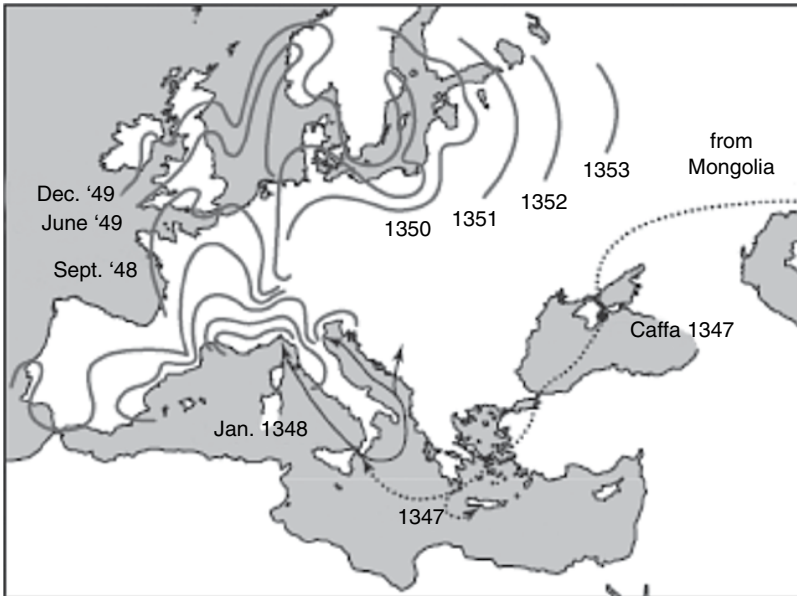 from
Mongolia
1353
Dec. ‘49
1352
1351
June ‘49
1350
Sept. ‘48
Caffa 1347
Jan. 1348
1347